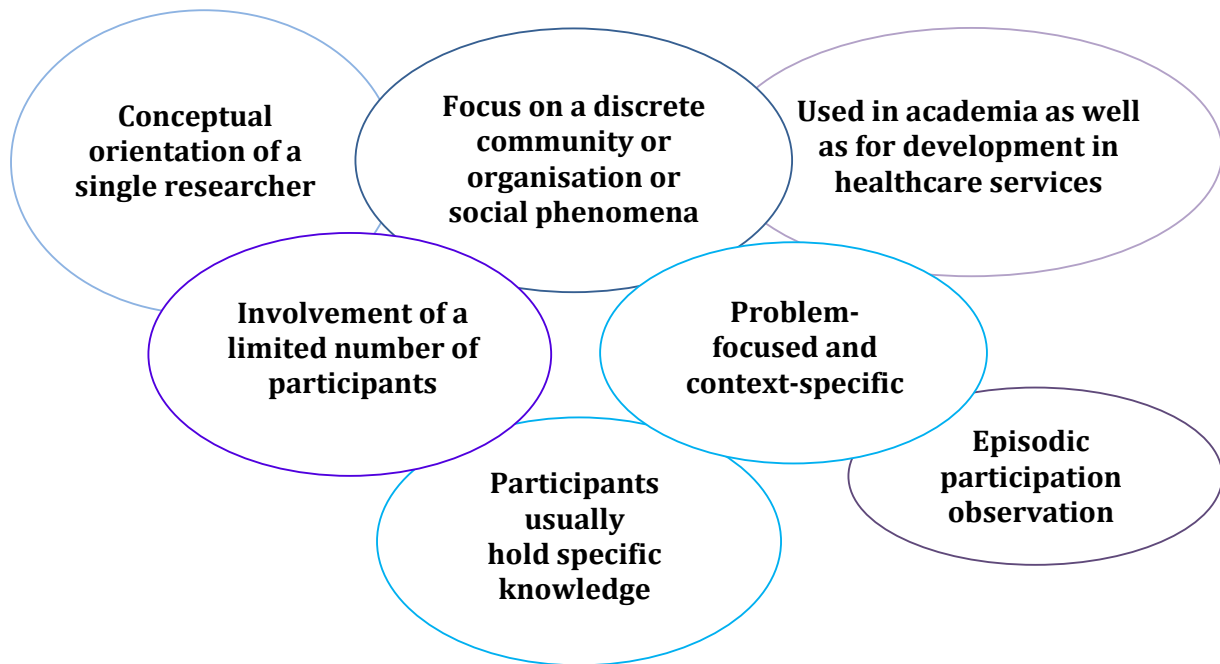 Conceptual
orientation of a
single researcher
Focus on a discrete
community or
organisation or
social phenomena
Used in academia as well
as for development in
healthcare services
Involvement of a
limited number of
participants
Problem-
focused and
context-specific
Participants
usually
hold specific
knowledge
Episodic
participation
observation